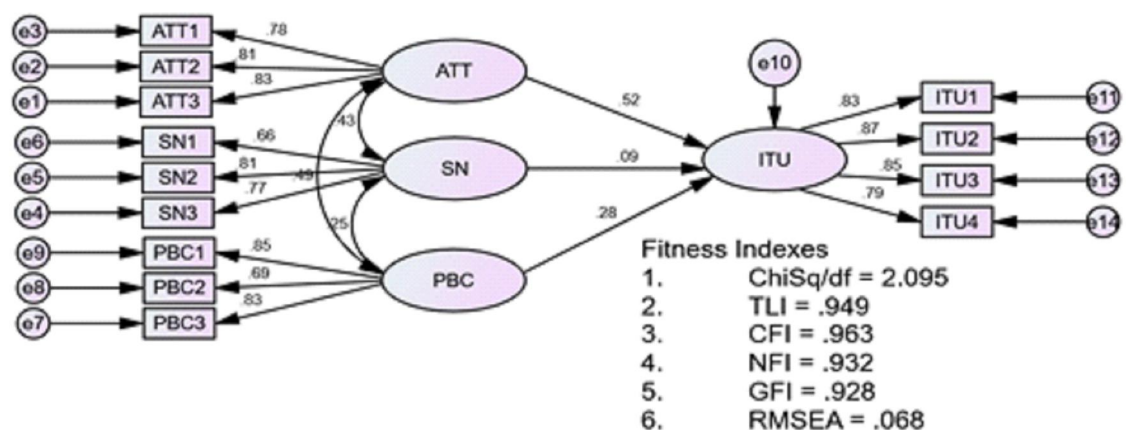 e3 ATT1 .78
e2 ATT2 .81 ATT
e1 ATT3 .83
e10
.52
.43
e6 SN1 .66
e5 SN2 .81 SN .09 ITU
e4 SN3 .77
.49
.25
.28
e9 PBC1 .85
e8 PBC2 .69 PBC
e7 PBC3 .83
.83 ITU1 e11
.87 ITU2 e12
.85 ITU3 e13
.79 ITU4 e14
Fitness Indexes
1. ChiSq/df = 2.095
2. TLI = .949
3. CFI = .963
4. NFI = .932
5. GFI = .928
6. RMSEA = .068